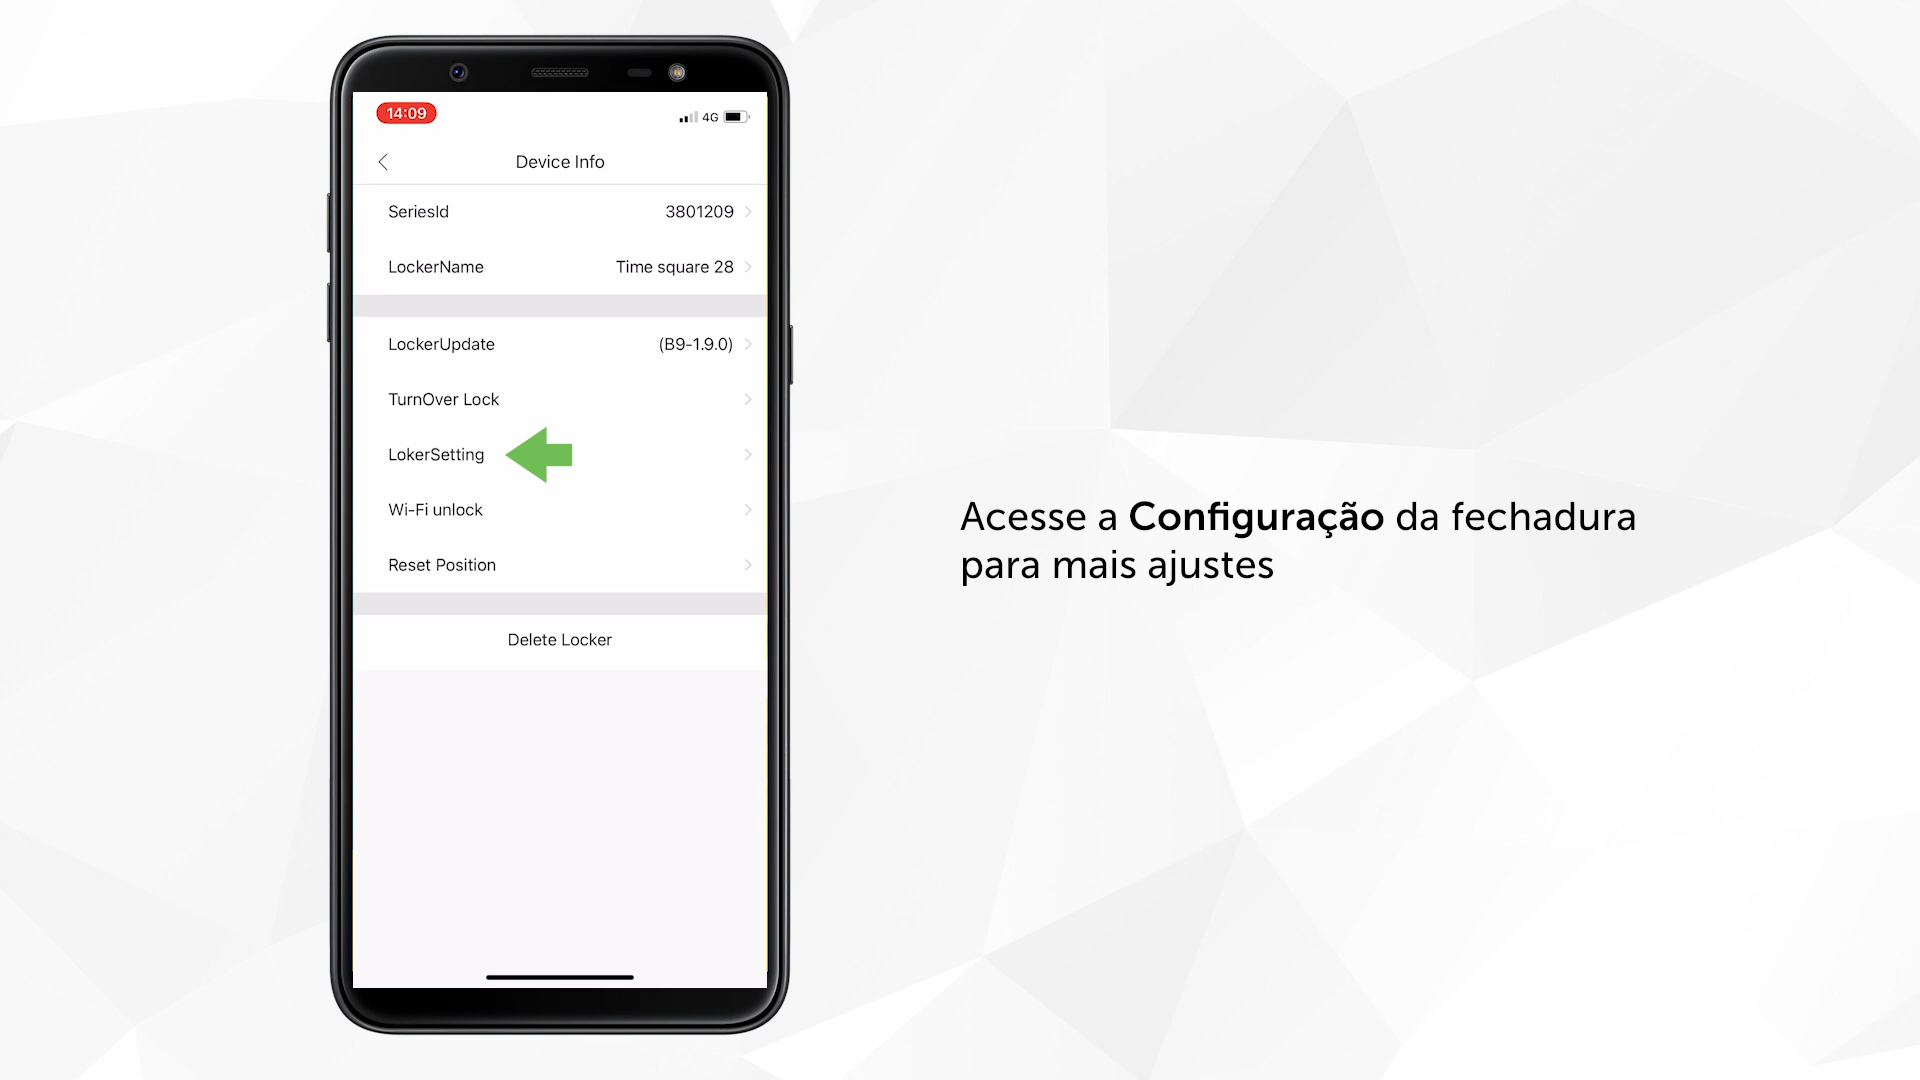 14:09
4G
Device Info
SeriesId 3801209
LockerName Time square 28
LockerUpdate (B9-1.9.0)
TurnOver Lock
LokerSetting
Wi-Fi unlock
Reset Position
Delete Locker
Acesse a Configuração da fechadura
para mais ajustes